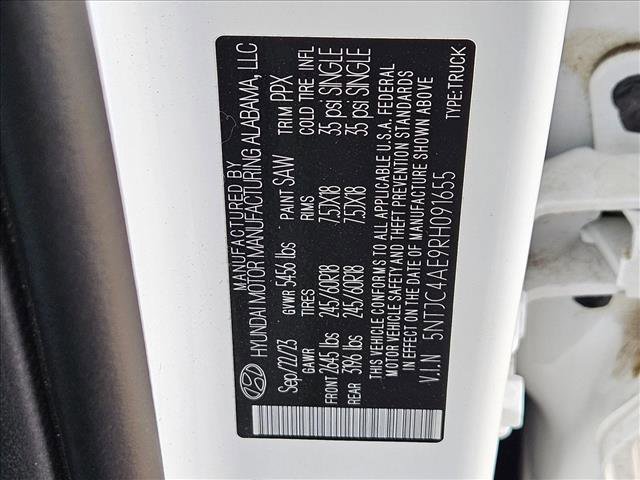 MANUFACTURED BY
HYUNDAI MOTOR MANUFACTURING ALABAMA, LLC
Sep/22/23 GVWR 5456 lbs PAINT SAW TRIM PPX
GAWR TIRES RIMS COLD TIRE INFL
FRONT 2645 lbs 245/60R18 7.5JX18 35 psi SINGLE
REAR 3196 lbs 245/60R18 7.5JX18 35 psi SINGLE
THIS VEHICLE CONFORMS TO ALL APPLICABLE U.S.A. FEDERAL
MOTOR VEHICLE SAFETY AND THEFT PREVENTION STANDARDS
IN EFFECT ON THE DATE OF MANUFACTURE SHOWN ABOVE
V.I.N 5NTJC4AE9RH091655 TYPE:TRUCK